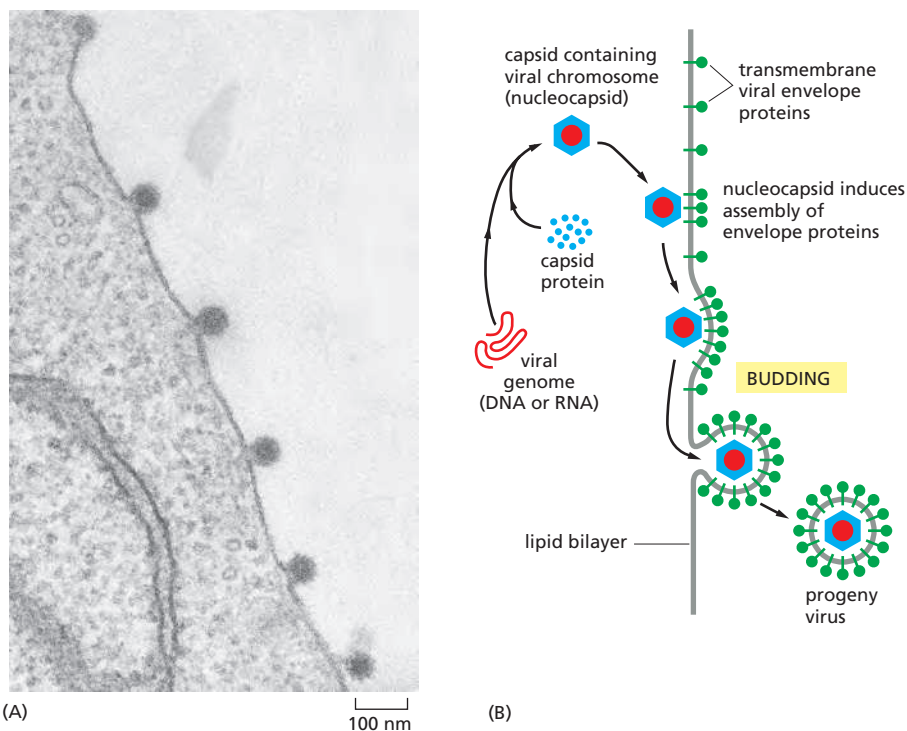 capsid containing
viral chromosome
(nucleocapsid)
transmembrane
viral envelope
proteins
nucleocapsid induces
assembly of
envelope proteins
capsid
protein
viral
genome
(DNA or RNA)
BUDDING
lipid bilayer
progeny
virus
(A)
100 nm
(B)